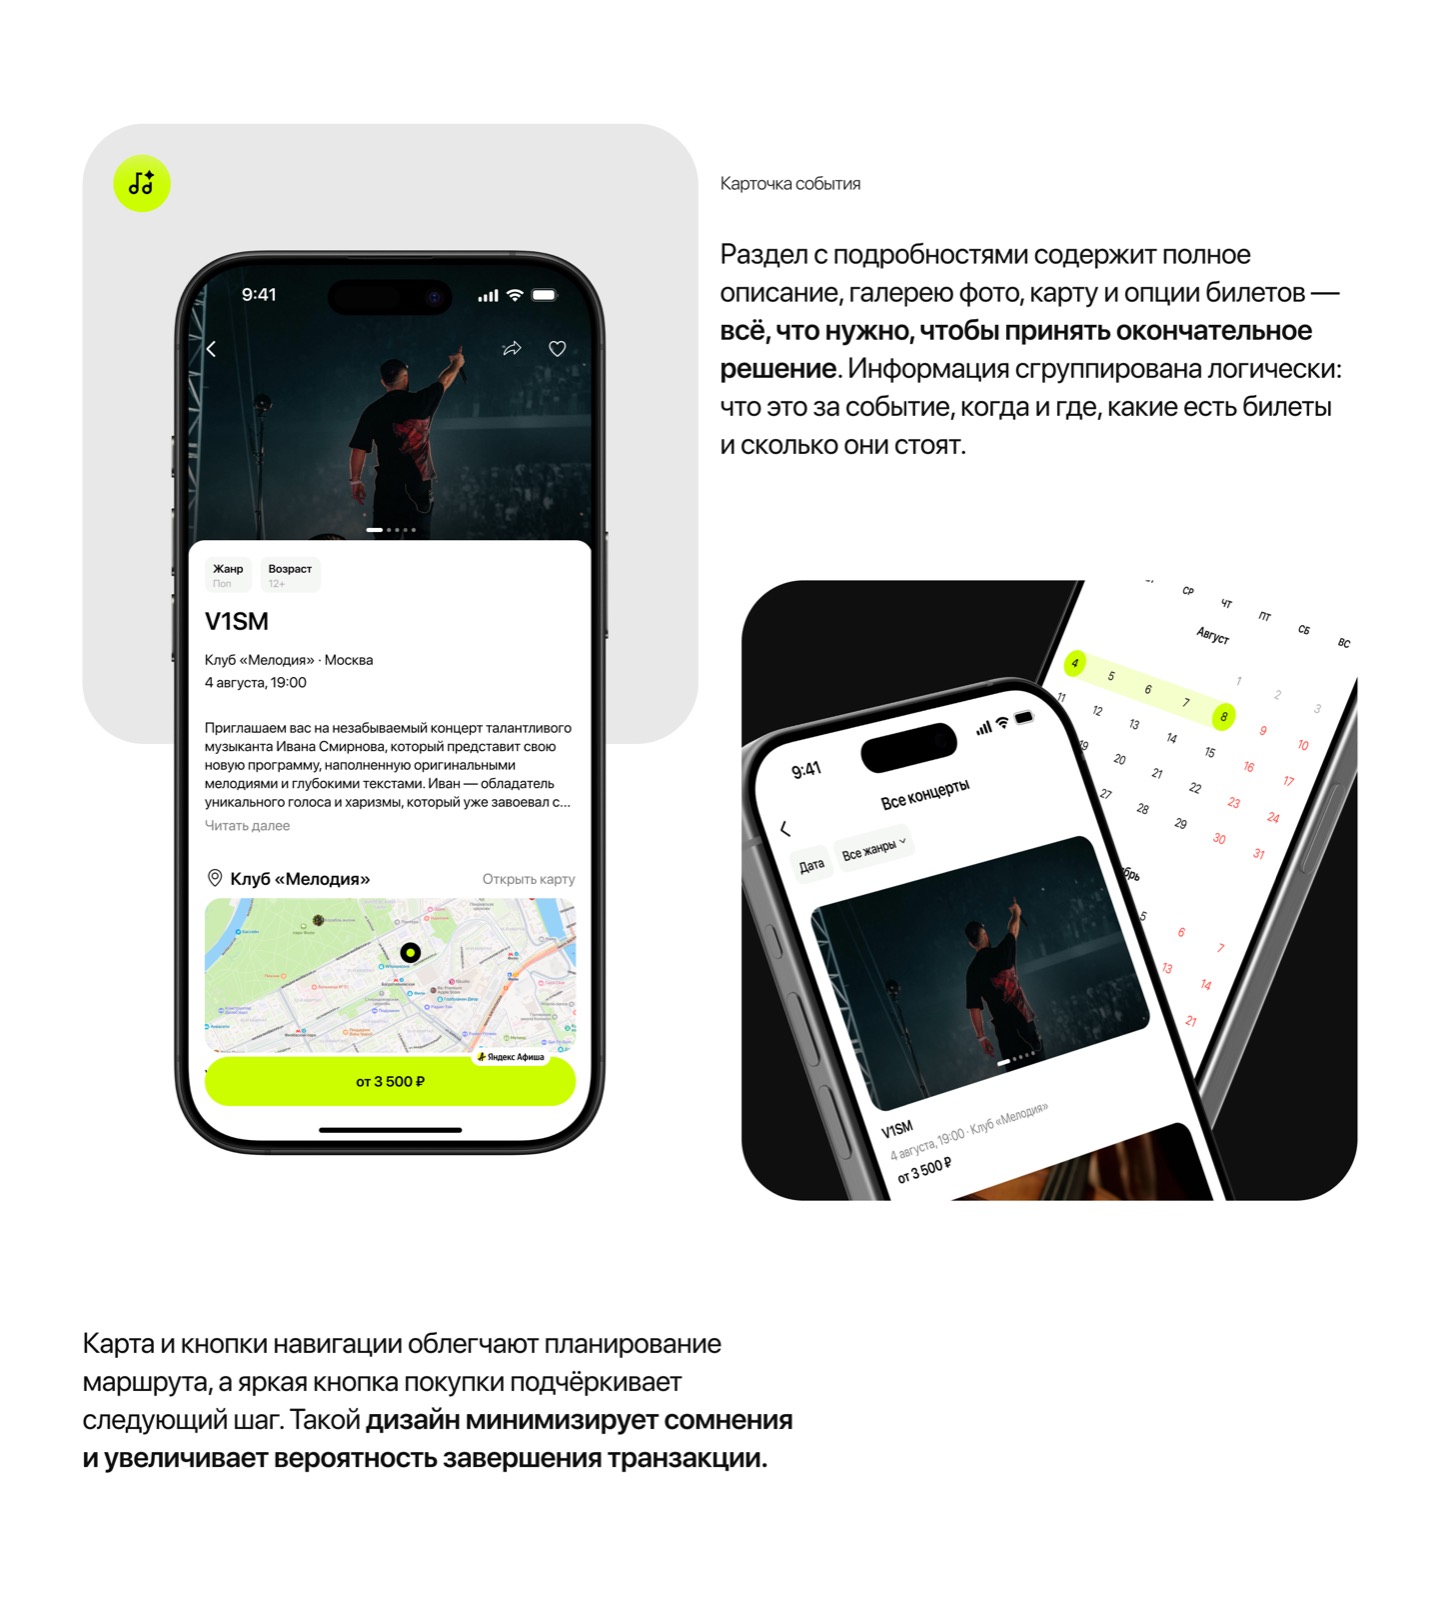 Карточка события
Раздел с подробностями содержит полное
описание, галерею фото, карту и опции билетов —
всё, что нужно, чтобы принять окончательное
решение. Информация сгруппирована логически:
что это за событие, когда и где, какие есть билеты
и сколько они стоят.
9:41
Жанр
Поп
Возраст
12+
V1SM
Клуб «Мелодия» · Москва
4 августа, 19:00
Приглашаем вас на незабываемый концерт талантливого
музыканта Ивана Смирнова, который представит свою
новую программу, наполненную оригинальными
мелодиями и глубокими текстами. Иван — обладатель
уникального голоса и харизмы, который уже завоевал с...
Читать далее
Клуб «Мелодия»
Открыть карту
Яндекс Афиша
от 3 500 ₽
СР ЧТ ПТ СБ ВС
Август
1 2 3
4 5 6 7 8 9 10
11 12 13 14 15 16 17
19 20 21 22 23 24
27 28 29 30 31
5 6 7
13 14
21
9:41
Все концерты
Дата
Все жанры
V1SM
4 августа, 19:00 · Клуб «Мелодия»
от 3 500 ₽
Карта и кнопки навигации облегчают планирование
маршрута, а яркая кнопка покупки подчёркивает
следующий шаг. Такой дизайн минимизирует сомнения
и увеличивает вероятность завершения транзакции.